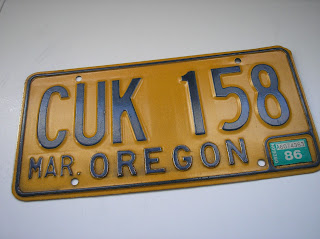 CUK 158
MAR. OREGON
86